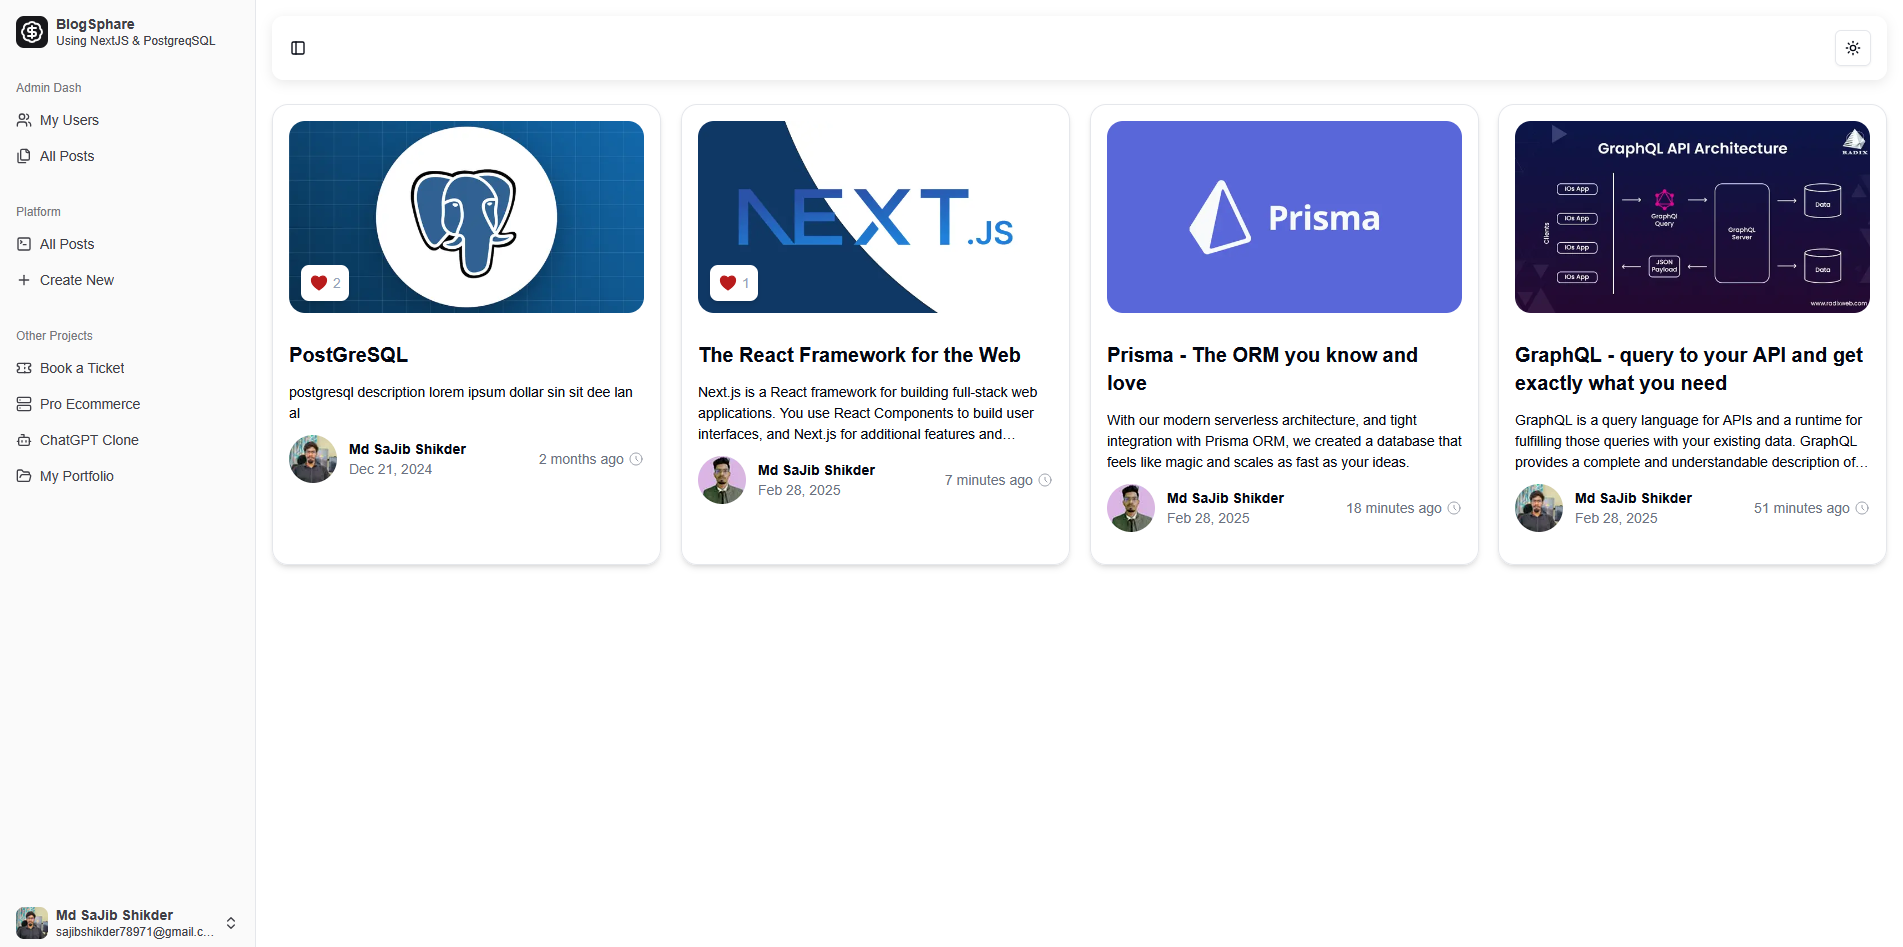 BlogSphare
Using NextJS & PostgreqSQL
Admin Dash
My Users
All Posts
Platform
All Posts
Create New
Other Projects
Book a Ticket
Pro Ecommerce
ChatGPT Clone
My Portfolio
Md SaJib Shikder
sajibshikder78971@gmail.c...
2
PostGreSQL
postgresql description lorem ipsum dollar sin sit dee lan
al
Md SaJib Shikder
Dec 21, 2024
2 months ago
NEXT.JS
1
The React Framework for the Web
Next.js is a React framework for building full-stack web
applications. You use React Components to build user
interfaces, and Next.js for additional features and…
Md SaJib Shikder
Feb 28, 2025
7 minutes ago
Prisma
Prisma - The ORM you know and
love
With our modern serverless architecture, and tight
integration with Prisma ORM, we created a database that
feels like magic and scales as fast as your ideas.
Md SaJib Shikder
Feb 28, 2025
18 minutes ago
GraphQL API Architecture
RADIX
Clients
IOs App
IOs App
IOs App
IOs App
GraphQl
Query
JSON
Payload
GraphQL
Server
Data
Data
www.radixweb.com
GraphQL - query to your API and get
exactly what you need
GraphQL is a query language for APIs and a runtime for
fulfilling those queries with your existing data. GraphQL
provides a complete and understandable description of…
Md SaJib Shikder
Feb 28, 2025
51 minutes ago